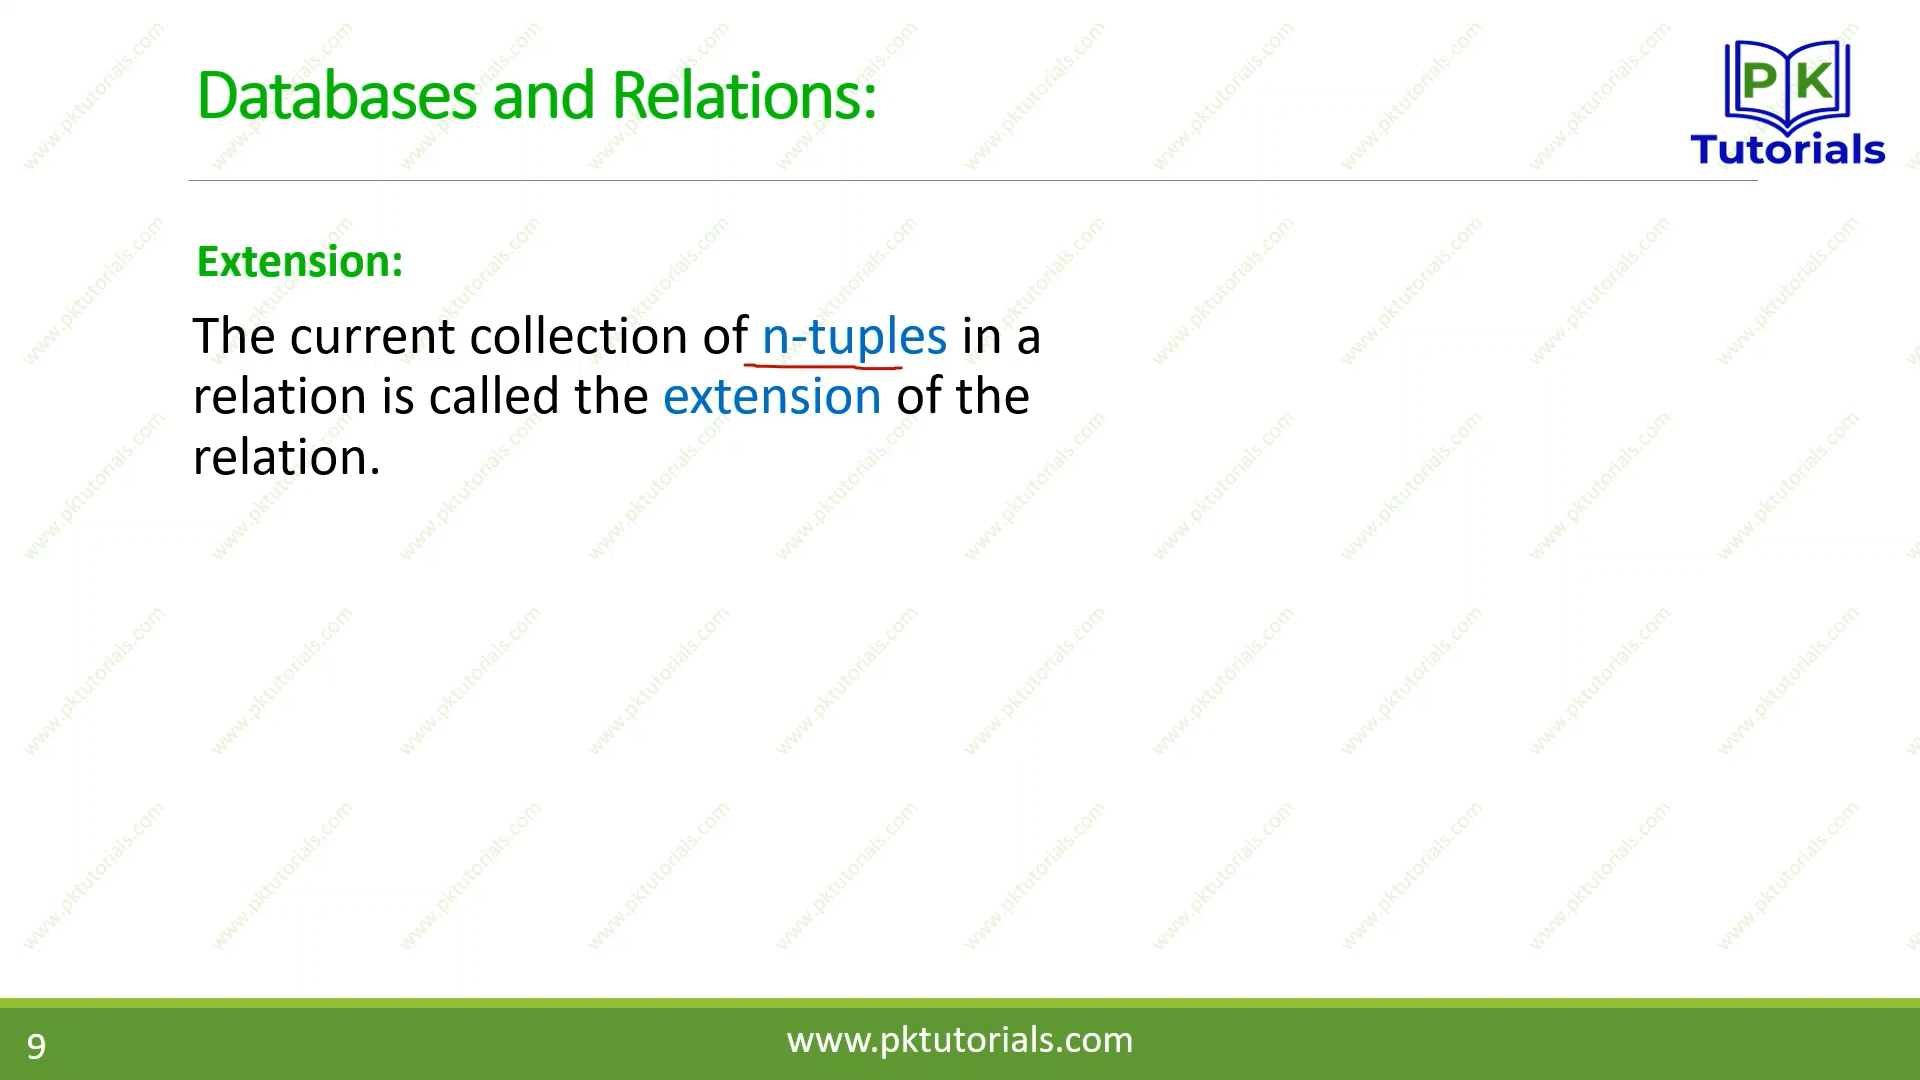 Databases and Relations:
PK
Tutorials
Extension:
The current collection of n-tuples in a
relation is called the extension of the
relation.
9
www.pktutorials.com